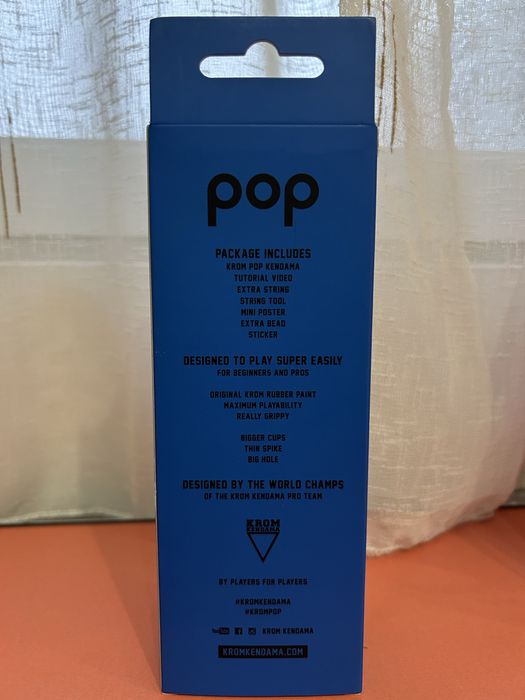 pop
PACKAGE INCLUDES
KROM POP KENDAMA
TUTORIAL VIDEO
EXTRA STRING
STRING TOOL
MINI POSTER
EXTRA BEAD
STICKER
DESIGNED TO PLAY SUPER EASILY
FOR BEGINNERS AND PROS
ORIGINAL KROM RUBBER PAINT
MAXIMUM PLAYABILITY
REALLY GRIPPY
BIGGER CUPS
THIN SPIKE
BIG HOLE
DESIGNED BY THE WORLD CHAMPS
OF THE KROM KENDAMA PRO TEAM
KROM
KENDAMA
BY PLAYERS FOR PLAYERS
#KROMKENDAMA
#KROMPOP
YouTube f KROM KENDAMA
KROMKENDAMA.COM